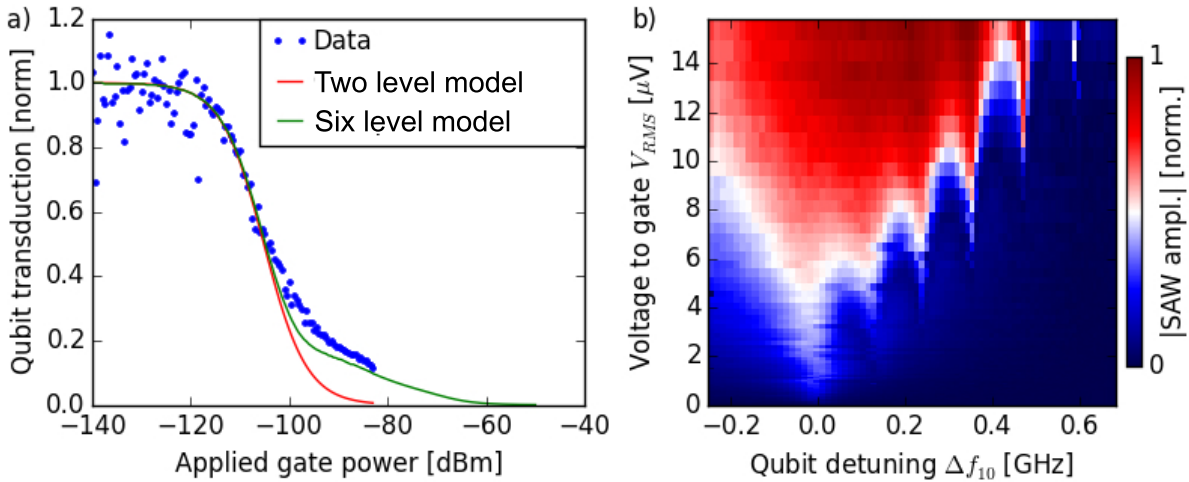 a)
Qubit transduction [norm]
1.2
1.0
0.8
0.6
0.4
0.2
0.0
−140 −120 −100 −80 −60 −40
Applied gate power [dBm]
Data
Two level model
Six level model
b)
Voltage to gate V_RMS [μV]
14
12
10
8
6
4
2
0
−0.2 0.0 0.2 0.4 0.6
Qubit detuning Δf₁₀ [GHz]
1
0
|SAW ampl.| [norm.]